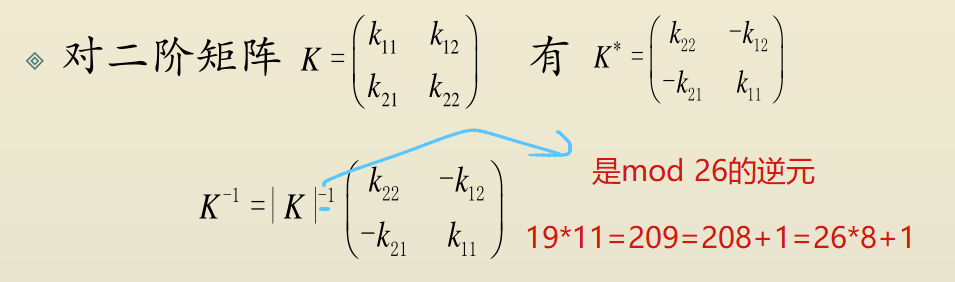 对二阶矩阵 K = \begin{pmatrix} k_{11} & k_{12} \\ k_{21} & k_{22} \end{pmatrix} 有 K^* = \begin{pmatrix} k_{22} & -k_{12} \\ -k_{21} & k_{11} \end{pmatrix}
K^{-1} = |K|^{-1} \begin{pmatrix} k_{22} & -k_{12} \\ -k_{21} & k_{11} \end{pmatrix}
是mod 26的逆元
19*11=209=208+1=26*8+1